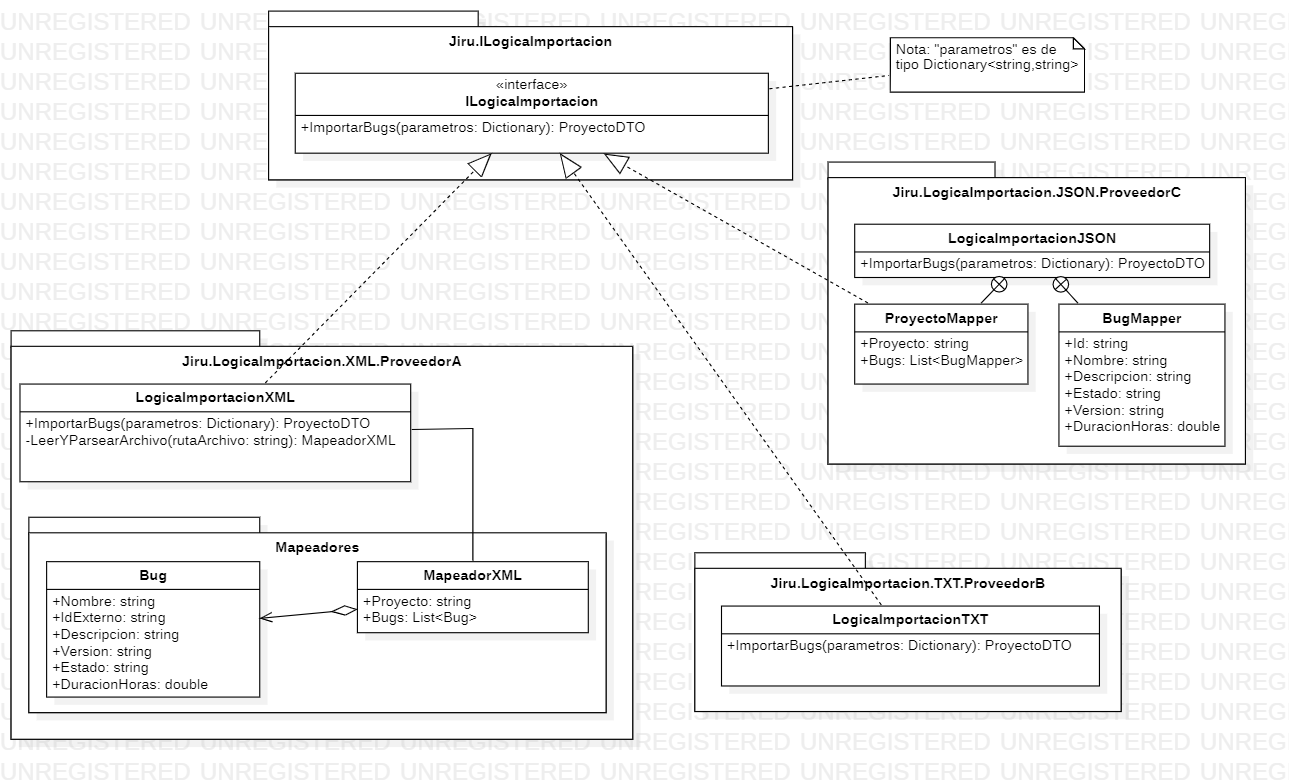 Jiru.ILogicaImportacion
«interface»
ILogicaImportacion
+ImportarBugs(parametros: Dictionary): ProyectoDTO
Nota: "parametros" es de
tipo Dictionary<string,string>
Jiru.LogicaImportacion.JSON.ProveedorC
LogicaImportacionJSON
+ImportarBugs(parametros: Dictionary): ProyectoDTO
ProyectoMapper
+Proyecto: string
+Bugs: List<BugMapper>
BugMapper
+Id: string
+Nombre: string
+Descripcion: string
+Estado: string
+Version: string
+DuracionHoras: double
Jiru.LogicaImportacion.XML.ProveedorA
LogicaImportacionXML
+ImportarBugs(parametros: Dictionary): ProyectoDTO
-LeerYParsearArchivo(rutaArchivo: string): MapeadorXML
Mapeadores
Bug
+Nombre: string
+IdExterno: string
+Descripcion: string
+Version: string
+Estado: string
+DuracionHoras: double
MapeadorXML
+Proyecto: string
+Bugs: List<Bug>
Jiru.LogicaImportacion.TXT.ProveedorB
LogicaImportacionTXT
+ImportarBugs(parametros: Dictionary): ProyectoDTO
UNREGISTERED